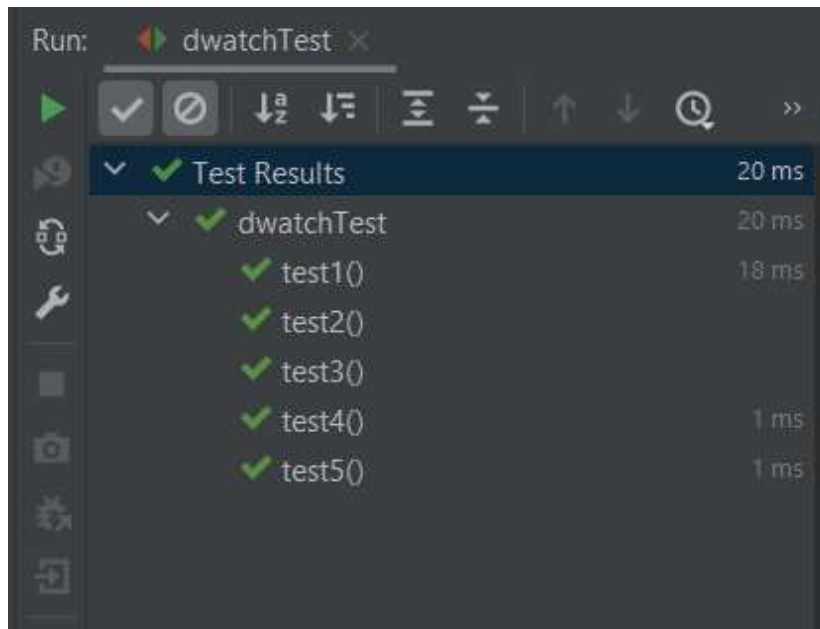 Run: dwatchTest
Test Results 20 ms
dwatchTest 20 ms
test1() 18 ms
test2()
test3()
test4() 1 ms
test5() 1 ms